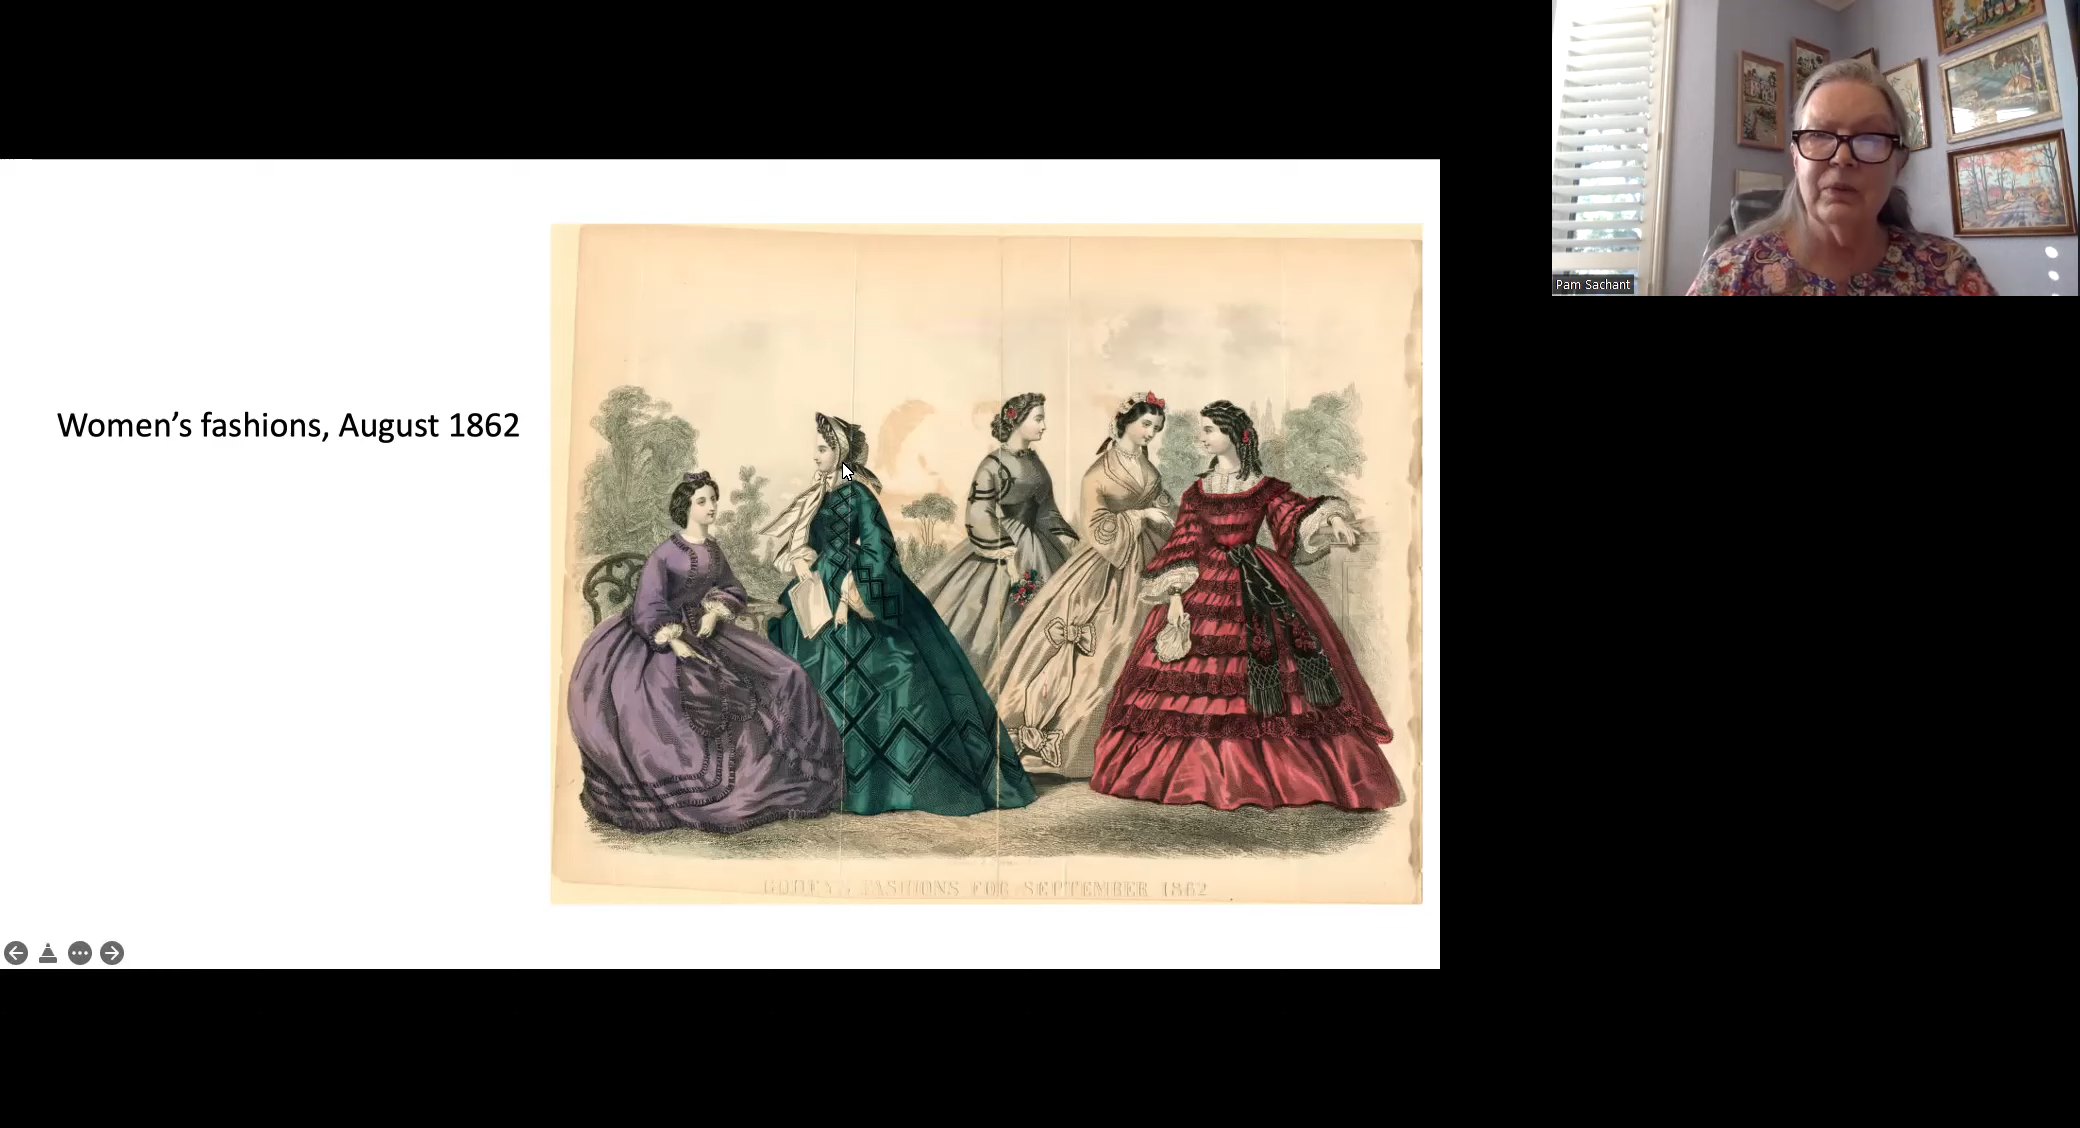 Women’s fashions, August 1862
GODEY'S FASHIONS FOR SEPTEMBER 1862
Pam Sachant